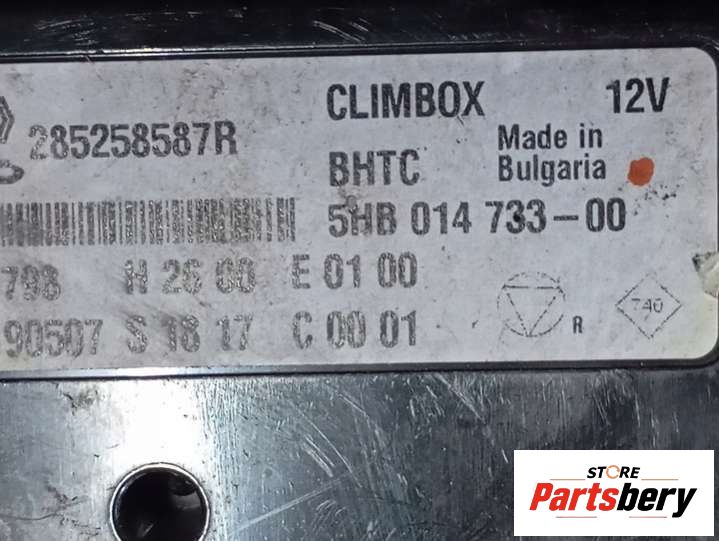 CLIMBOX 12V
285258587R
BHTC Made in
Bulgaria
5HB 014 733-00
798 H 26 00 E 01 00
90507 S 18 17 C 00 01
R
740
STORE
Partsbery